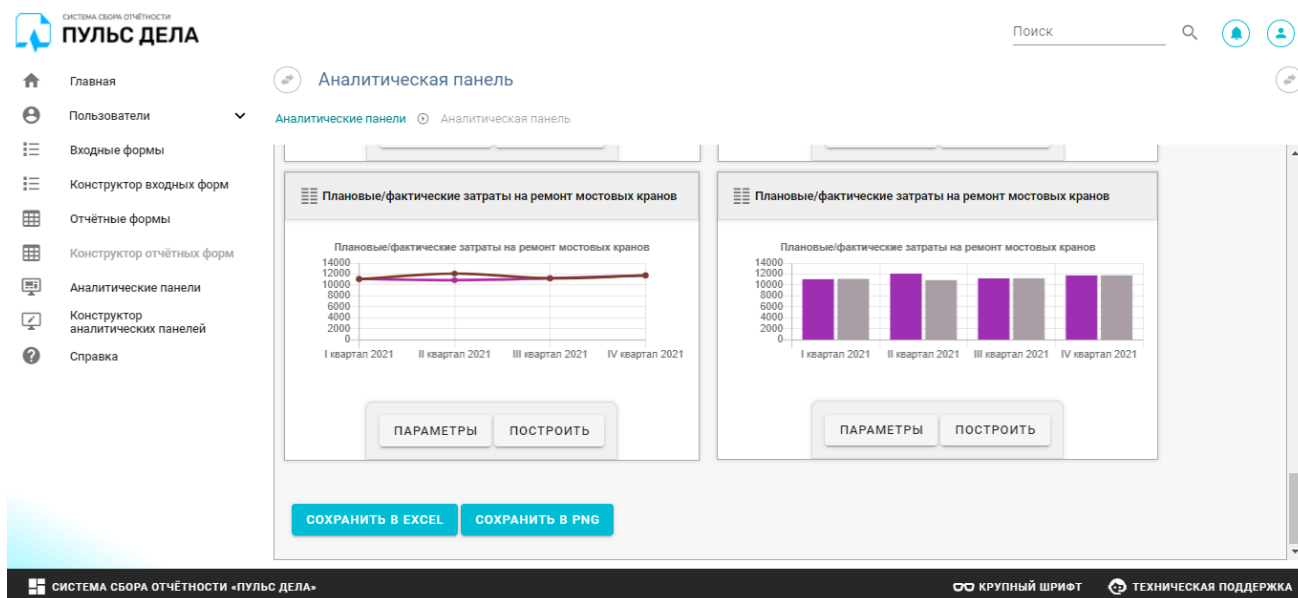 СИСТЕМА СБОРА ОТЧЁТНОСТИ
ПУЛЬС ДЕЛА
Поиск
Главная
Пользователи
Входные формы
Конструктор входных форм
Отчётные формы
Конструктор отчётных форм
Аналитические панели
Конструктор
аналитических панелей
Справка
Аналитическая панель
Аналитические панели Аналитическая панель
Плановые/фактические затраты на ремонт мостовых кранов
Плановые/фактические затраты на ремонт мостовых кранов
14000
12000
10000
8000
6000
4000
2000
0
I квартал 2021 II квартал 2021 III квартал 2021 IV квартал 2021
ПАРАМЕТРЫ ПОСТРОИТЬ
Плановые/фактические затраты на ремонт мостовых кранов
Плановые/фактические затраты на ремонт мостовых кранов
14000
12000
10000
8000
6000
4000
2000
0
I квартал 2021 II квартал 2021 III квартал 2021 IV квартал 2021
ПАРАМЕТРЫ ПОСТРОИТЬ
СОХРАНИТЬ В EXCEL СОХРАНИТЬ В PNG
СИСТЕМА СБОРА ОТЧЁТНОСТИ «ПУЛЬС ДЕЛА»
КРУПНЫЙ ШРИФТ ТЕХНИЧЕСКАЯ ПОДДЕРЖКА